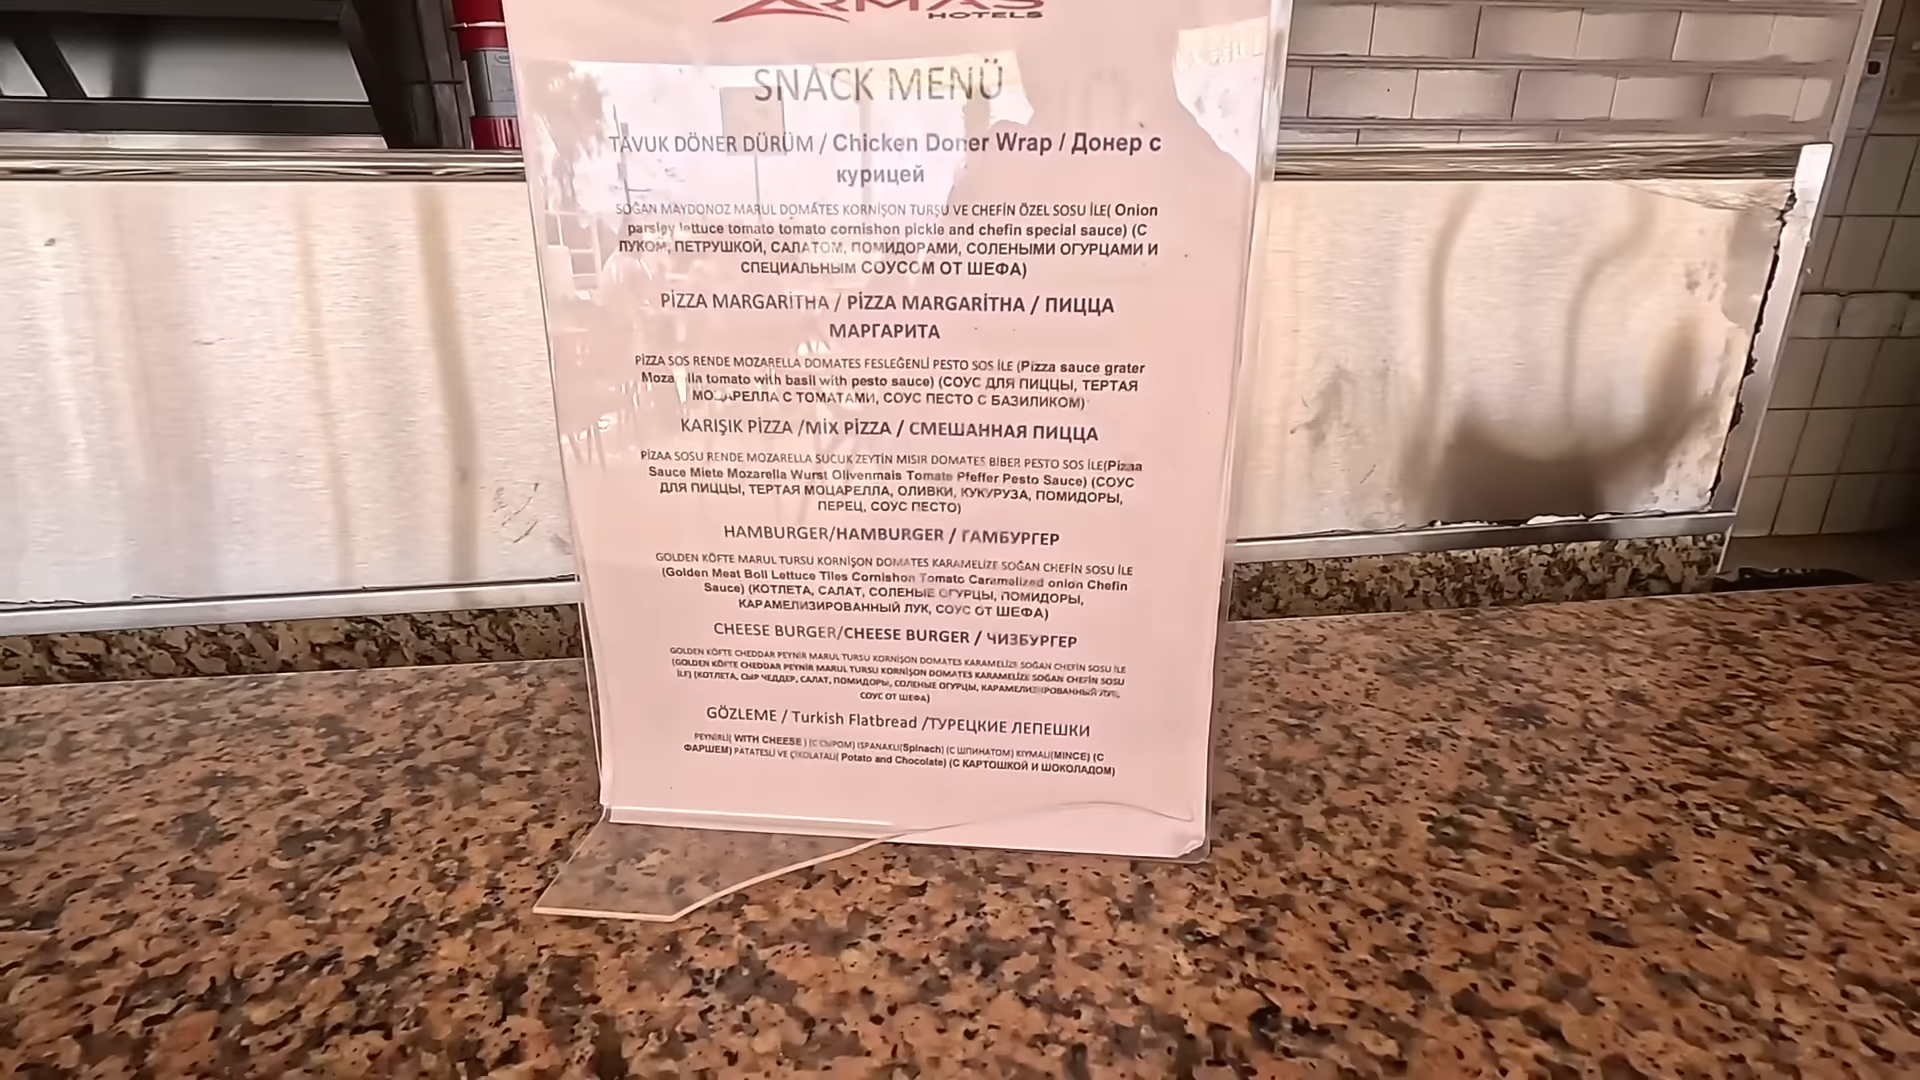 ARMAS
HOTELS
SNACK MENÜ
TAVUK DÖNER DÜRÜM / Chicken Doner Wrap / Донер с
курицей
SOĞAN MAYDONOZ MARUL DOMATES KORNİŞON TURŞU VE CHEFİN ÖZEL SOSU İLE( Onion
parsley lettuce tomato tomato cornishon pickle and chefin special sauce) (С
ЛУКОМ, ПЕТРУШКОЙ, САЛАТОМ, ПОМИДОРАМИ, СОЛЕНЫМИ ОГУРЦАМИ И
СПЕЦИАЛЬНЫМ СОУСОМ ОТ ШЕФА)
PİZZA MARGARİTHA / PİZZA MARGARİTHA / ПИЦЦА
МАРГАРИТА
PİZZA SOS RENDE MOZARELLA DOMATES FESLEĞENLİ PESTO SOS İLE (Pizza sauce grater
Mozarella tomato with basil with pesto sauce) (СОУС ДЛЯ ПИЦЦЫ, ТЕРТАЯ
МОЦАРЕЛЛА С ТОМАТАМИ, СОУС ПЕСТО С БАЗИЛИКОМ)
KARIŞIK PİZZA /MİX PİZZA / СМЕШАННАЯ ПИЦЦА
PİZAA SOSU RENDE MOZARELLA SUCUK ZEYTİN MISIR DOMATES BİBER PESTO SOS İLE(Pizaa
Sauce Miete Mozarella Wurst Olivenmais Tomate Pfeffer Pesto Sauce) (СОУС
ДЛЯ ПИЦЦЫ, ТЕРТАЯ МОЦАРЕЛЛА, ОЛИВКИ, КУКУРУЗА, ПОМИДОРЫ,
ПЕРЕЦ, СОУС ПЕСТО)
HAMBURGER/HAMBURGER / ГАМБУРГЕР
GOLDEN KÖFTE MARUL TURSU KORNİŞON DOMATES KARAMELİZE SOĞAN CHEFİN SOSU İLE
(Golden Meat Boll Lettuce Tiles Cornishon Tomato Caramelized onion Chefin
Sauce) (КОТЛЕТА, САЛАТ, СОЛЕНЫЕ ОГУРЦЫ, ПОМИДОРЫ,
КАРАМЕЛИЗИРОВАННЫЙ ЛУК, СОУС ОТ ШЕФА)
CHEESE BURGER/CHEESE BURGER / ЧИЗБУРГЕР
GOLDEN KÖFTE CHEDDAR PEYNİR MARUL TURSU KORNİŞON DOMATES KARAMELİZE SOĞAN CHEFİN SOSU İLE
(GOLDEN KÖFTE CHEDDAR PEYNİR MARUL TURSU KORNİŞON DOMATES KARAMELİZE SOĞAN CHEFİN SOSU
İLE) (КОТЛЕТА, СЫР ЧЕДДЕР, САЛАТ, ПОМИДОРЫ, СОЛЕНЫЕ ОГУРЦЫ, КАРАМЕЛИЗИРОВАННЫЙ ЛУК,
СОУС ОТ ШЕФА)
GÖZLEME / Turkish Flatbread /ТУРЕЦКИЕ ЛЕПЕШКИ
PEYNİRLİ( WITH CHEESE ) (С СЫРОМ) ISPANAKLI(Spinach) (С ШПИНАТОМ) KIYMALI(MINCE) (С
ФАРШЕМ) PATATESLİ VE ÇİKOLATALI( Potato and Chocolate) (С КАРТОШКОЙ И ШОКОЛАДОМ)